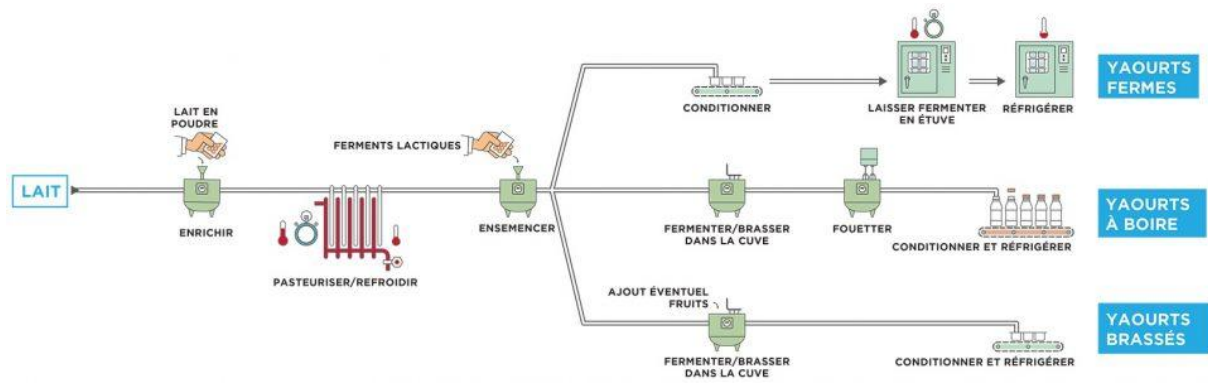 LAIT
LAIT EN
POUDRE
ENRICHIR
PASTEURISER/REFROIDIR
FERMENTS LACTIQUES
ENSEMENCER
CONDITIONNER
LAISSER FERMENTER
EN ÉTUVE
RÉFRIGÉRER
YAOURTS
FERMES
FERMENTER/BRASSER
DANS LA CUVE
FOUETTER
CONDITIONNER ET RÉFRIGÉRER
YAOURTS
À BOIRE
AJOUT ÉVENTUEL
FRUITS
FERMENTER/BRASSER
DANS LA CUVE
CONDITIONNER ET RÉFRIGÉRER
YAOURTS
BRASSÉS